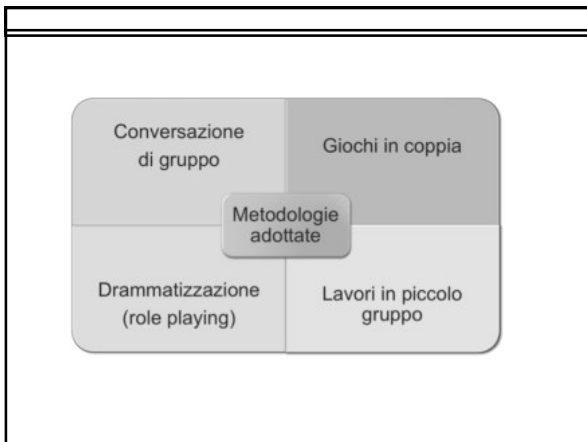 Conversazione
di gruppo
Giochi in coppia
Metodologie
adottate
Drammatizzazione
(role playing)
Lavori in piccolo
gruppo